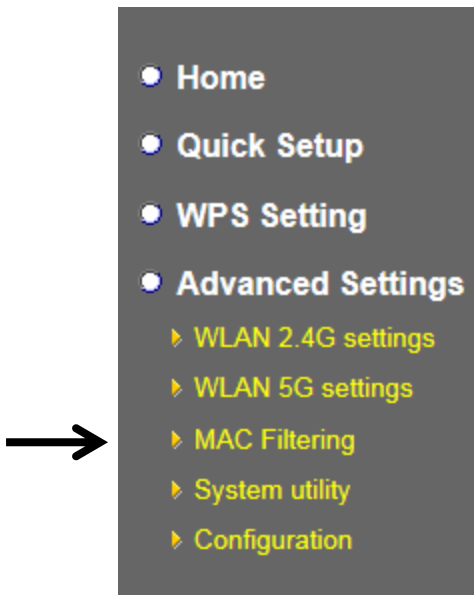 Home
Quick Setup
WPS Setting
Advanced Settings
WLAN 2.4G settings
WLAN 5G settings
MAC Filtering
System utility
Configuration